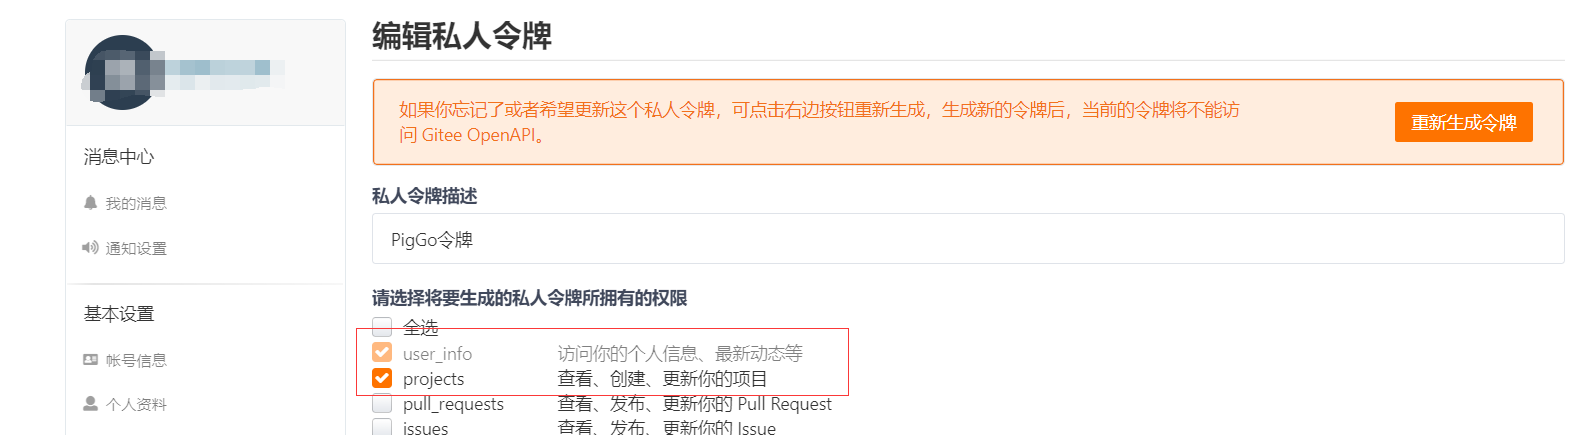 编辑私人令牌
如果你忘记了或者希望更新这个私人令牌，可点击右边按钮重新生成，生成新的令牌后，当前的令牌将不能访
问 Gitee OpenAPI。
重新生成令牌
消息中心
我的消息
通知设置
基本设置
帐号信息
个人资料
私人令牌描述
PigGo令牌
请选择将要生成的私人令牌所拥有的权限
全选
user_info 访问你的个人信息、最新动态等
projects 查看、创建、更新你的项目
pull_requests 查看、发布、更新你的 Pull Request
issues 查看、发布、更新你的 Issue